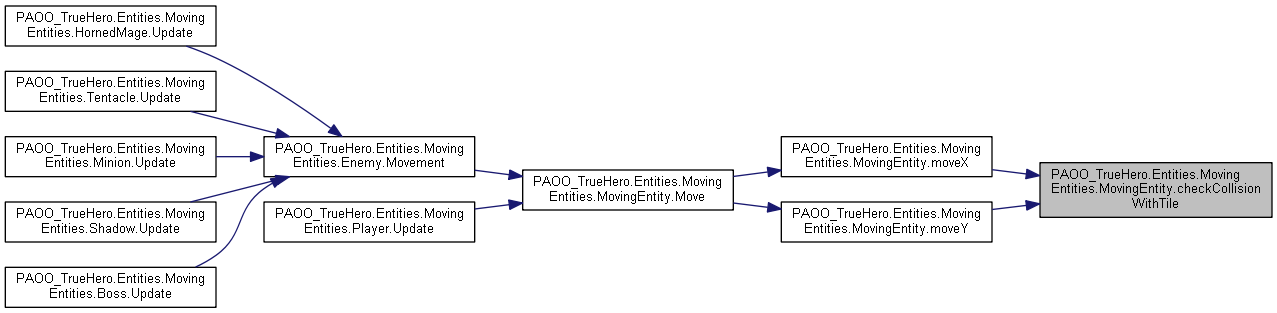 PAOO_TrueHero.Entities.Moving
Entities.HornedMage.Update
PAOO_TrueHero.Entities.Moving
Entities.Tentacle.Update
PAOO_TrueHero.Entities.Moving
Entities.Minion.Update
PAOO_TrueHero.Entities.Moving
Entities.Shadow.Update
PAOO_TrueHero.Entities.Moving
Entities.Boss.Update
PAOO_TrueHero.Entities.Moving
Entities.Enemy.Movement
PAOO_TrueHero.Entities.Moving
Entities.Player.Update
PAOO_TrueHero.Entities.Moving
Entities.MovingEntity.Move
PAOO_TrueHero.Entities.Moving
Entities.MovingEntity.moveX
PAOO_TrueHero.Entities.Moving
Entities.MovingEntity.moveY
PAOO_TrueHero.Entities.Moving
Entities.MovingEntity.checkCollision
WithTile